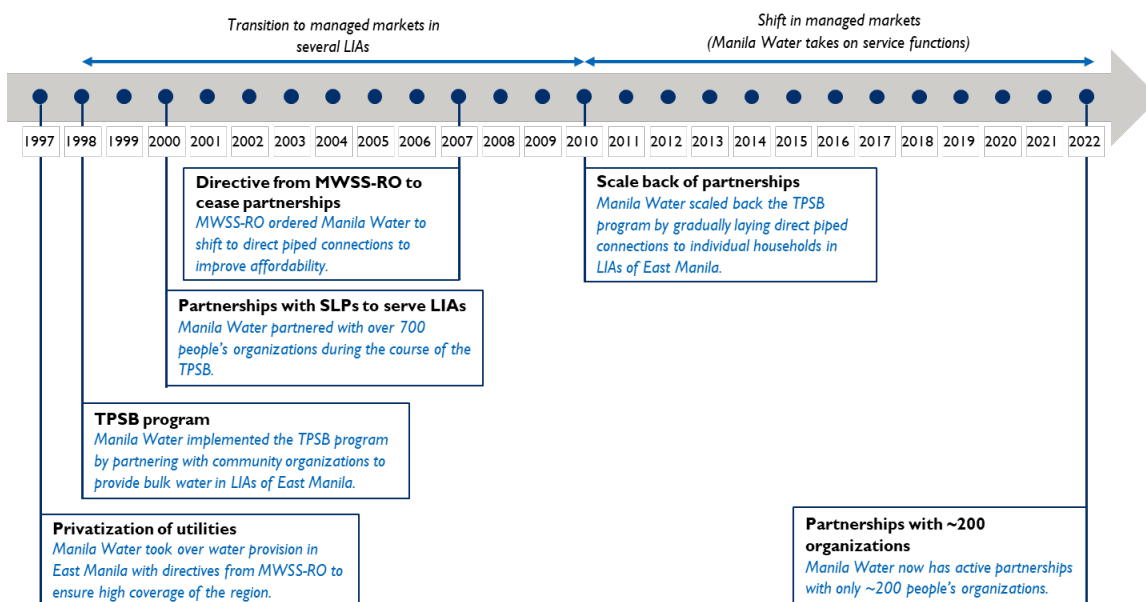 Transition to managed markets in
several LIAs
Shift in managed markets
(Manila Water takes on service functions)
1997 1998 1999 2000 2001 2002 2003 2004 2005 2006 2007 2008 2009 2010 2011 2012 2013 2014 2015 2016 2017 2018 2019 2020 2021 2022
Directive from MWSS-RO to
cease partnerships
MWSS-RO ordered Manila Water to
shift to direct piped connections to
improve affordability.
Scale back of partnerships
Manila Water scaled back the TPSB
program by gradually laying direct piped
connections to individual households in
LIAs of East Manila.
Partnerships with SLPs to serve LIAs
Manila Water partnered with over 700
people's organizations during the course of the
TPSB.
TPSB program
Manila Water implemented the TPSB program
by partnering with community organizations to
provide bulk water in LIAs of East Manila.
Privatization of utilities
Manila Water took over water provision in
East Manila with directives from MWSS-RO to
ensure high coverage of the region.
Partnerships with ~200
organizations
Manila Water now has active partnerships
with only ~200 people's organizations.